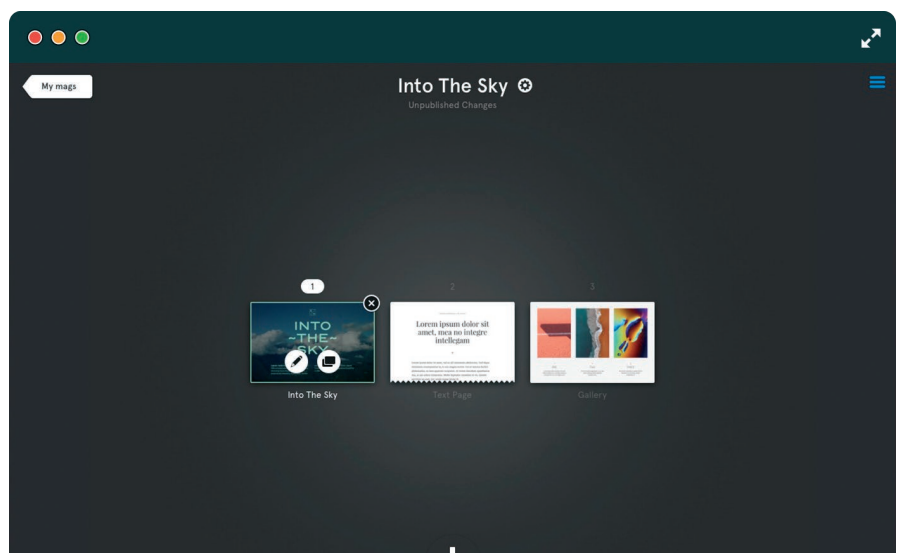 My mags
Into The Sky
Unpublished Changes
1
2
3
INTO
~THE~
SKY
Lorem ipsum dolor sit
amet, mea no integre
intellegam
Into The Sky
Text Page
Gallery